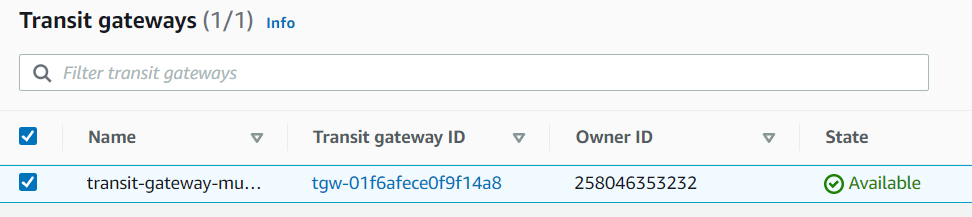 Transit gateways (1/1) Info
Filter transit gateways
Name Transit gateway ID Owner ID State
transit-gateway-mu... tgw-01f6afece0f9f14a8 258046353232 Available